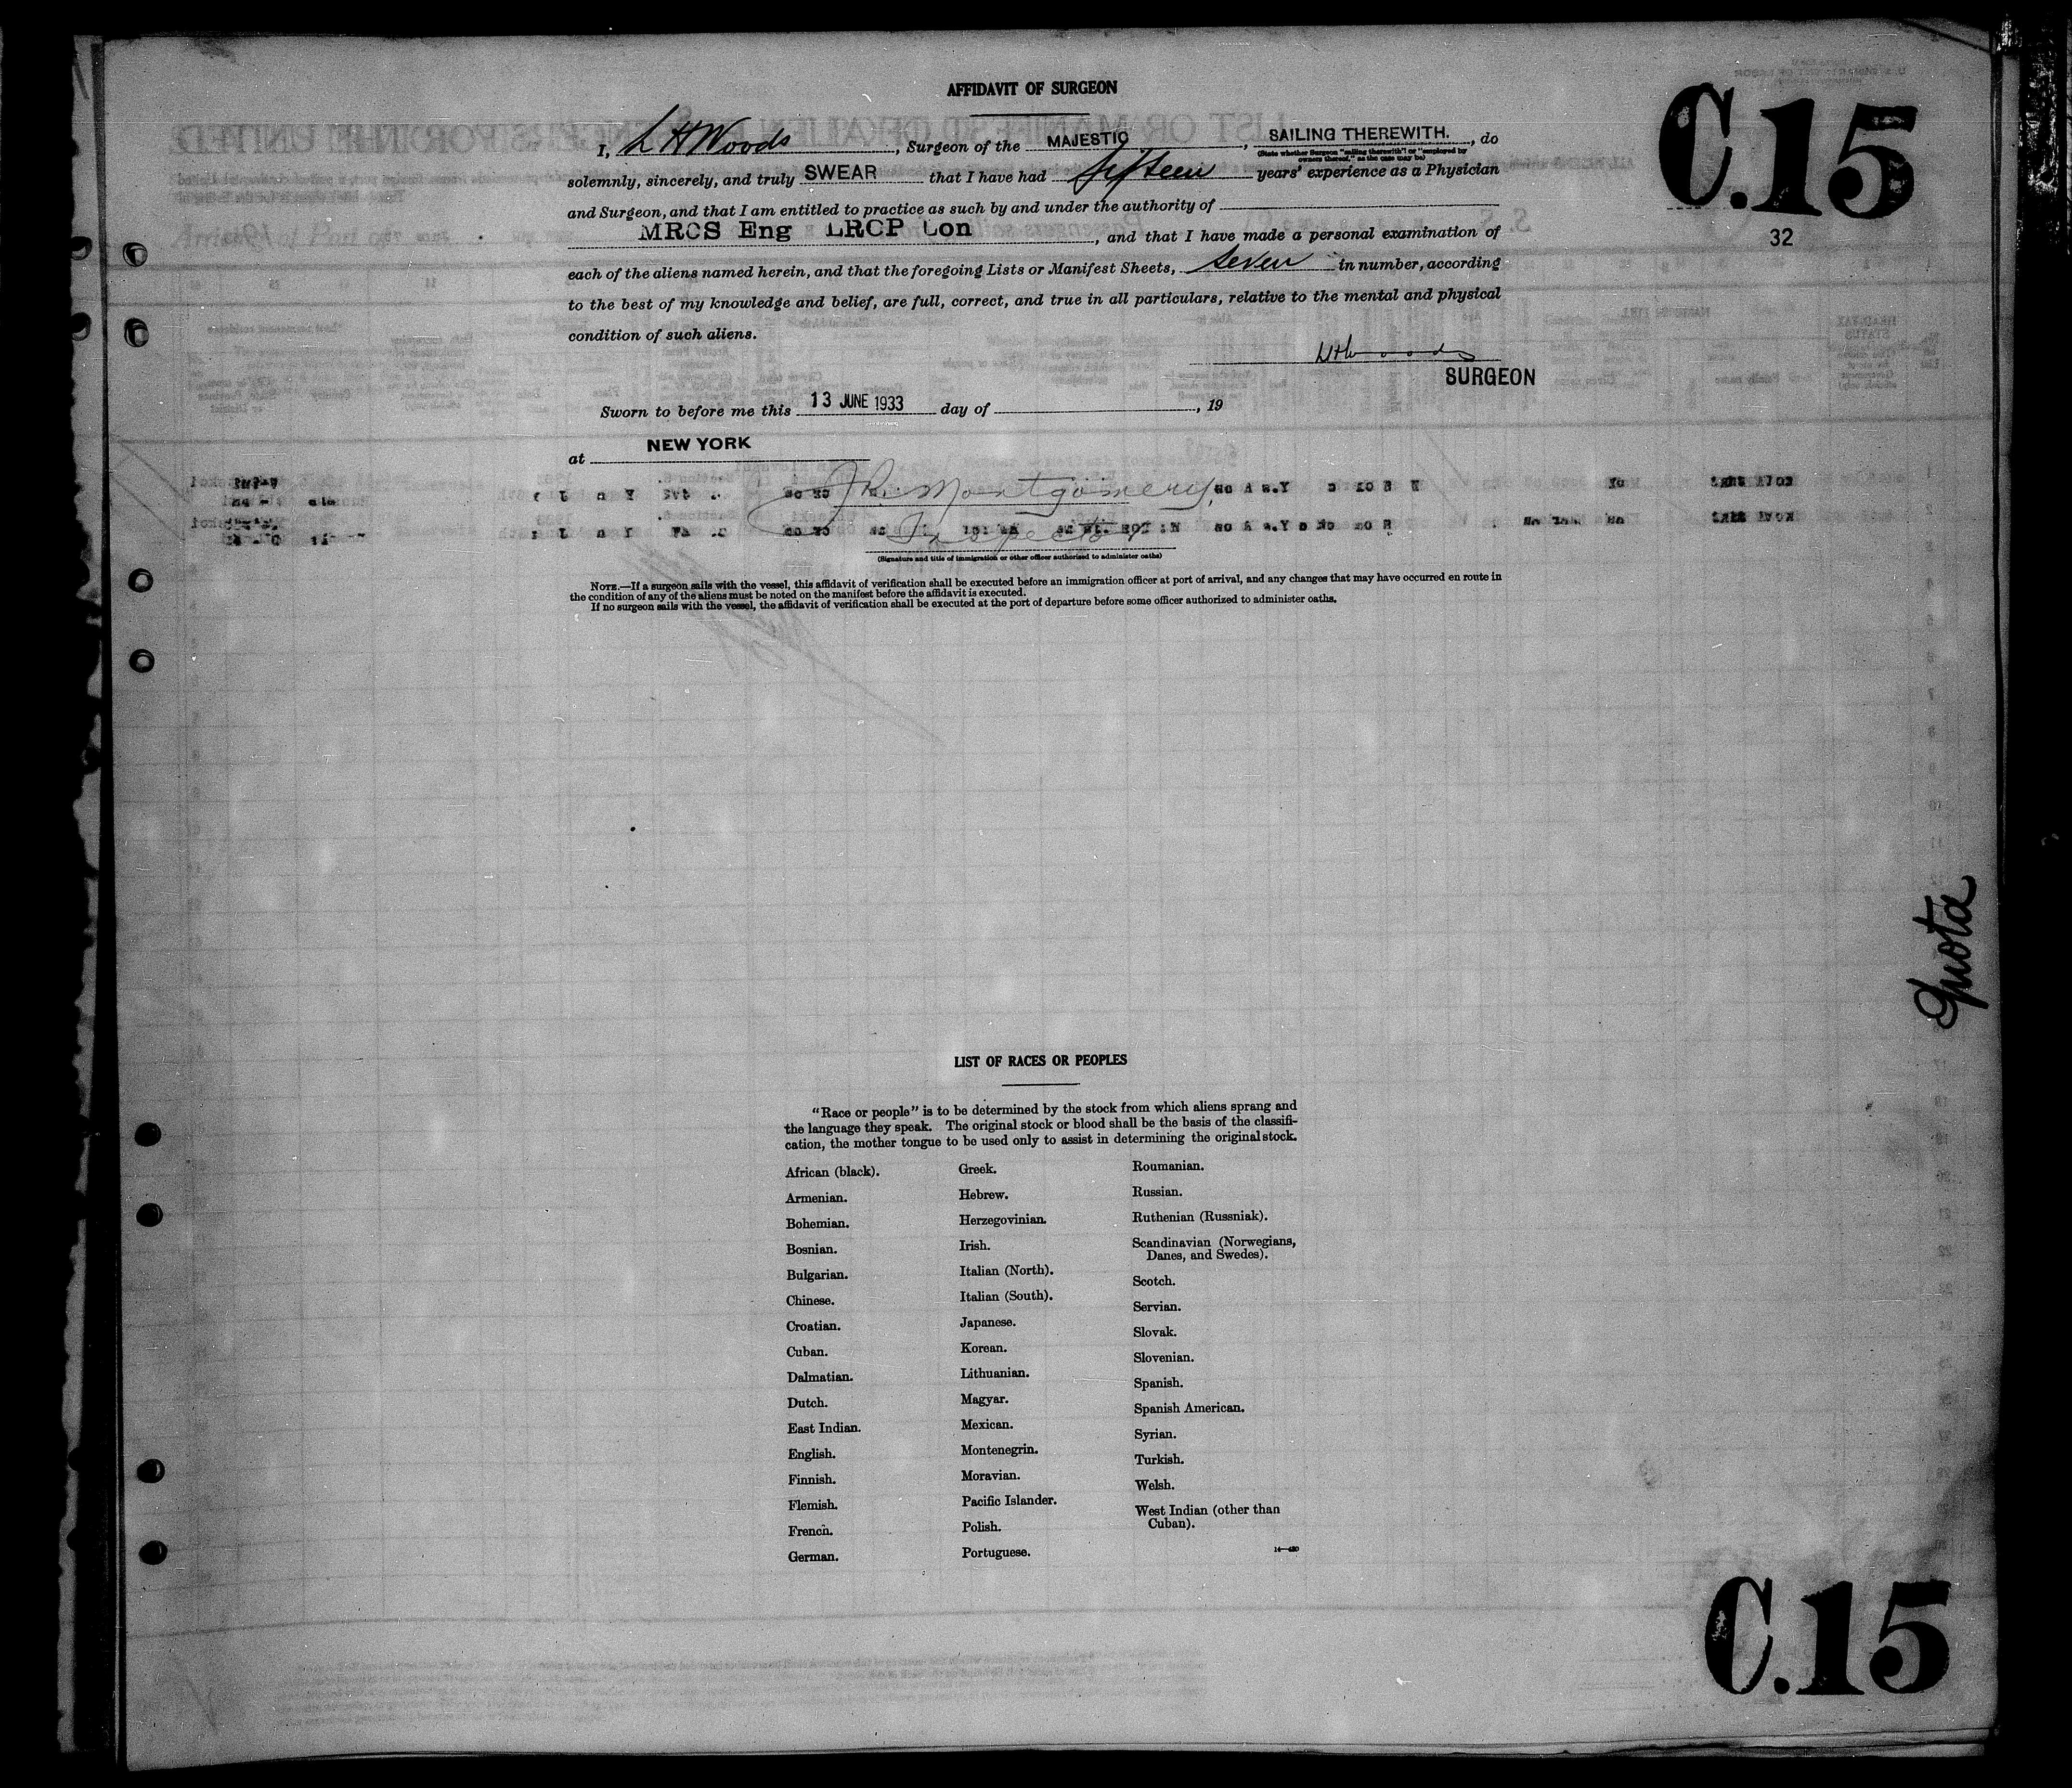 AFFIDAVIT OF SURGEON
C.15
32
I, L H Woods, Surgeon of the MAJESTIC, SAILING THEREWITH., do
(State whether Surgeon "sailing therewith" or "employed by
owners thereof," as the case may be)
solemnly, sincerely, and truly SWEAR that I have had fifteen years' experience as a Physician
and Surgeon, and that I am entitled to practice as such by and under the authority of
MRCS Eng LRCP Lon, and that I have made a personal examination of
each of the aliens named herein, and that the foregoing Lists or Manifest Sheets, seven in number, according
to the best of my knowledge and belief, are full, correct, and true in all particulars, relative to the mental and physical
condition of such aliens.
LHWoods
SURGEON
Sworn to before me this 13 JUNE 1933 day of , 19
at NEW YORK
J.R. Montgomery,
Inspector
(Signature and title of immigration or other officer authorized to administer oaths)
NOTE.—If a surgeon sails with the vessel, this affidavit of verification shall be executed before an immigration officer at port of arrival, and any changes that may have occurred en route in
the condition of any of the aliens must be noted on the manifest before the affidavit is executed.
If no surgeon sails with the vessel, the affidavit of verification shall be executed at the port of departure before some officer authorized to administer oaths.
Quota
LIST OF RACES OR PEOPLES
"Race or people" is to be determined by the stock from which aliens sprang and
the language they speak. The original stock or blood shall be the basis of the classifi-
cation, the mother tongue to be used only to assist in determining the original stock.
African (black).
Armenian.
Bohemian.
Bosnian.
Bulgarian.
Chinese.
Croatian.
Cuban.
Dalmatian.
Dutch.
East Indian.
English.
Finnish.
Flemish.
French.
German.
Greek.
Hebrew.
Herzegovinian.
Irish.
Italian (North).
Italian (South).
Japanese.
Korean.
Lithuanian.
Magyar.
Mexican.
Montenegrin.
Moravian.
Pacific Islander.
Polish.
Portuguese.
Roumanian.
Russian.
Ruthenian (Russniak).
Scandinavian (Norwegians,
Danes, and Swedes).
Scotch.
Servian.
Slovak.
Slovenian.
Spanish.
Spanish American.
Syrian.
Turkish.
Welsh.
West Indian (other than
Cuban).
C.15